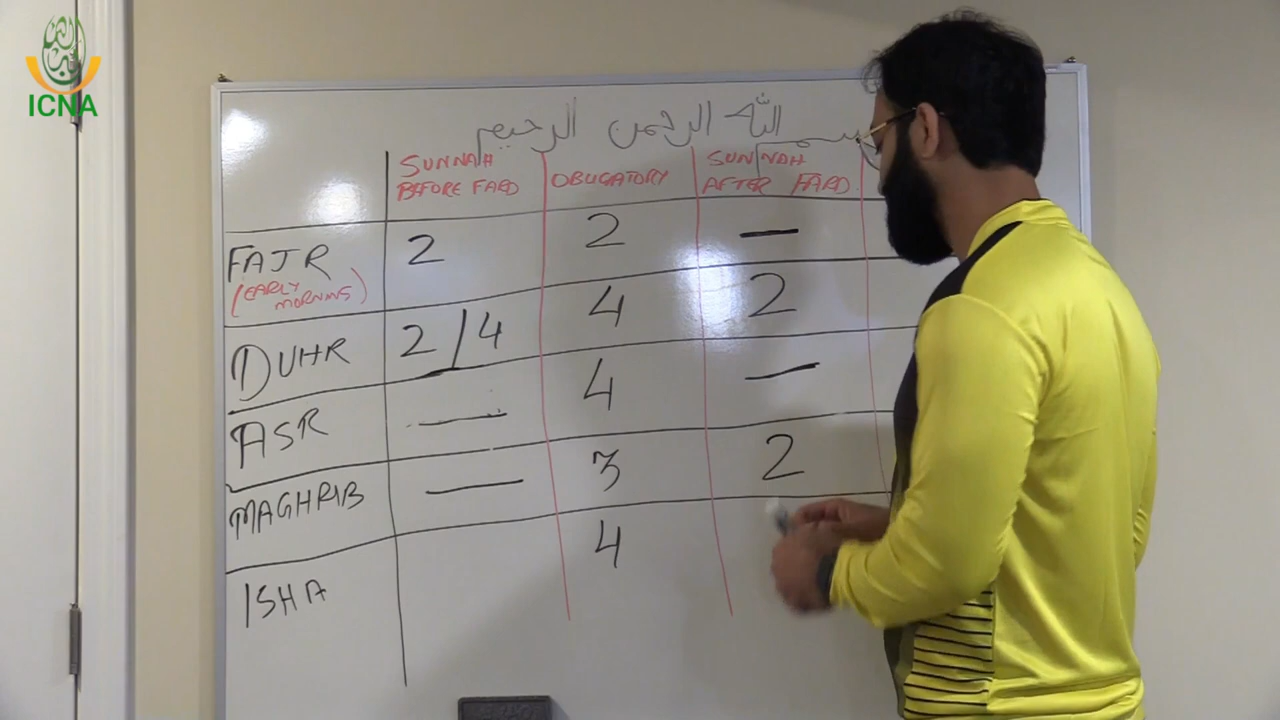 ICNA
بسم الله الرحمن الرحيم
SUNNAH BEFORE FARD
OBLIGATORY
SUNNAH AFTER FARD.
FAJR (EARLY MORNING) 2 2 —
DUHR 2/4 4 2
ASR — 4 —
MAGHRIB — 3 2
ISHA 4